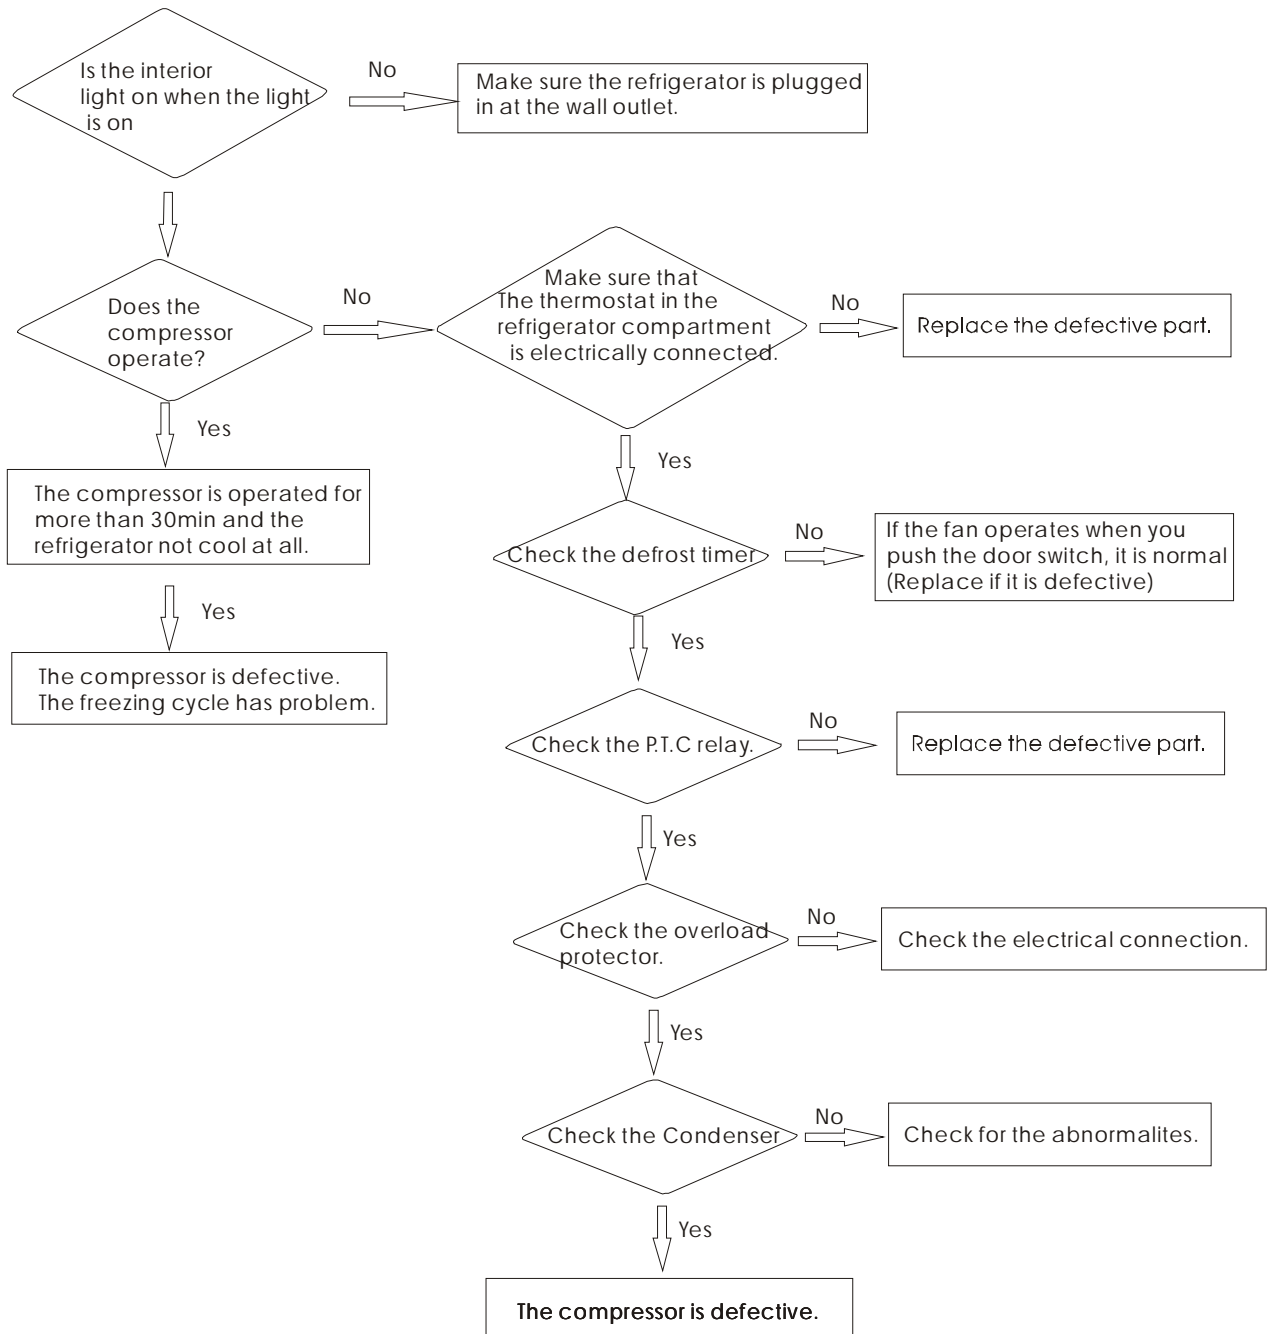 Is the interior
light on when the light
is on
No
Make sure the refrigerator is plugged
in at the wall outlet.
Does the
compressor
operate?
No
Make sure that
The thermostat in the
refrigerator compartment
is electrically connected.
No
Replace the defective part.
Yes
The compressor is operated for
more than 30min and the
refrigerator not cool at all.
Yes
The compressor is defective.
The freezing cycle has problem.
Yes
Check the defrost timer
No
If the fan operates when you
push the door switch, it is normal
(Replace if it is defective)
Yes
Check the P.T.C relay.
No
Replace the defective part.
Yes
Check the overload
protector.
No
Check the electrical connection.
Yes
Check the Condenser
No
Check for the abnormalites.
Yes
The compressor is defective.